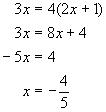 3x = 4(2x + 1)
3x = 8x + 4
− 5x = 4
x = −4/5